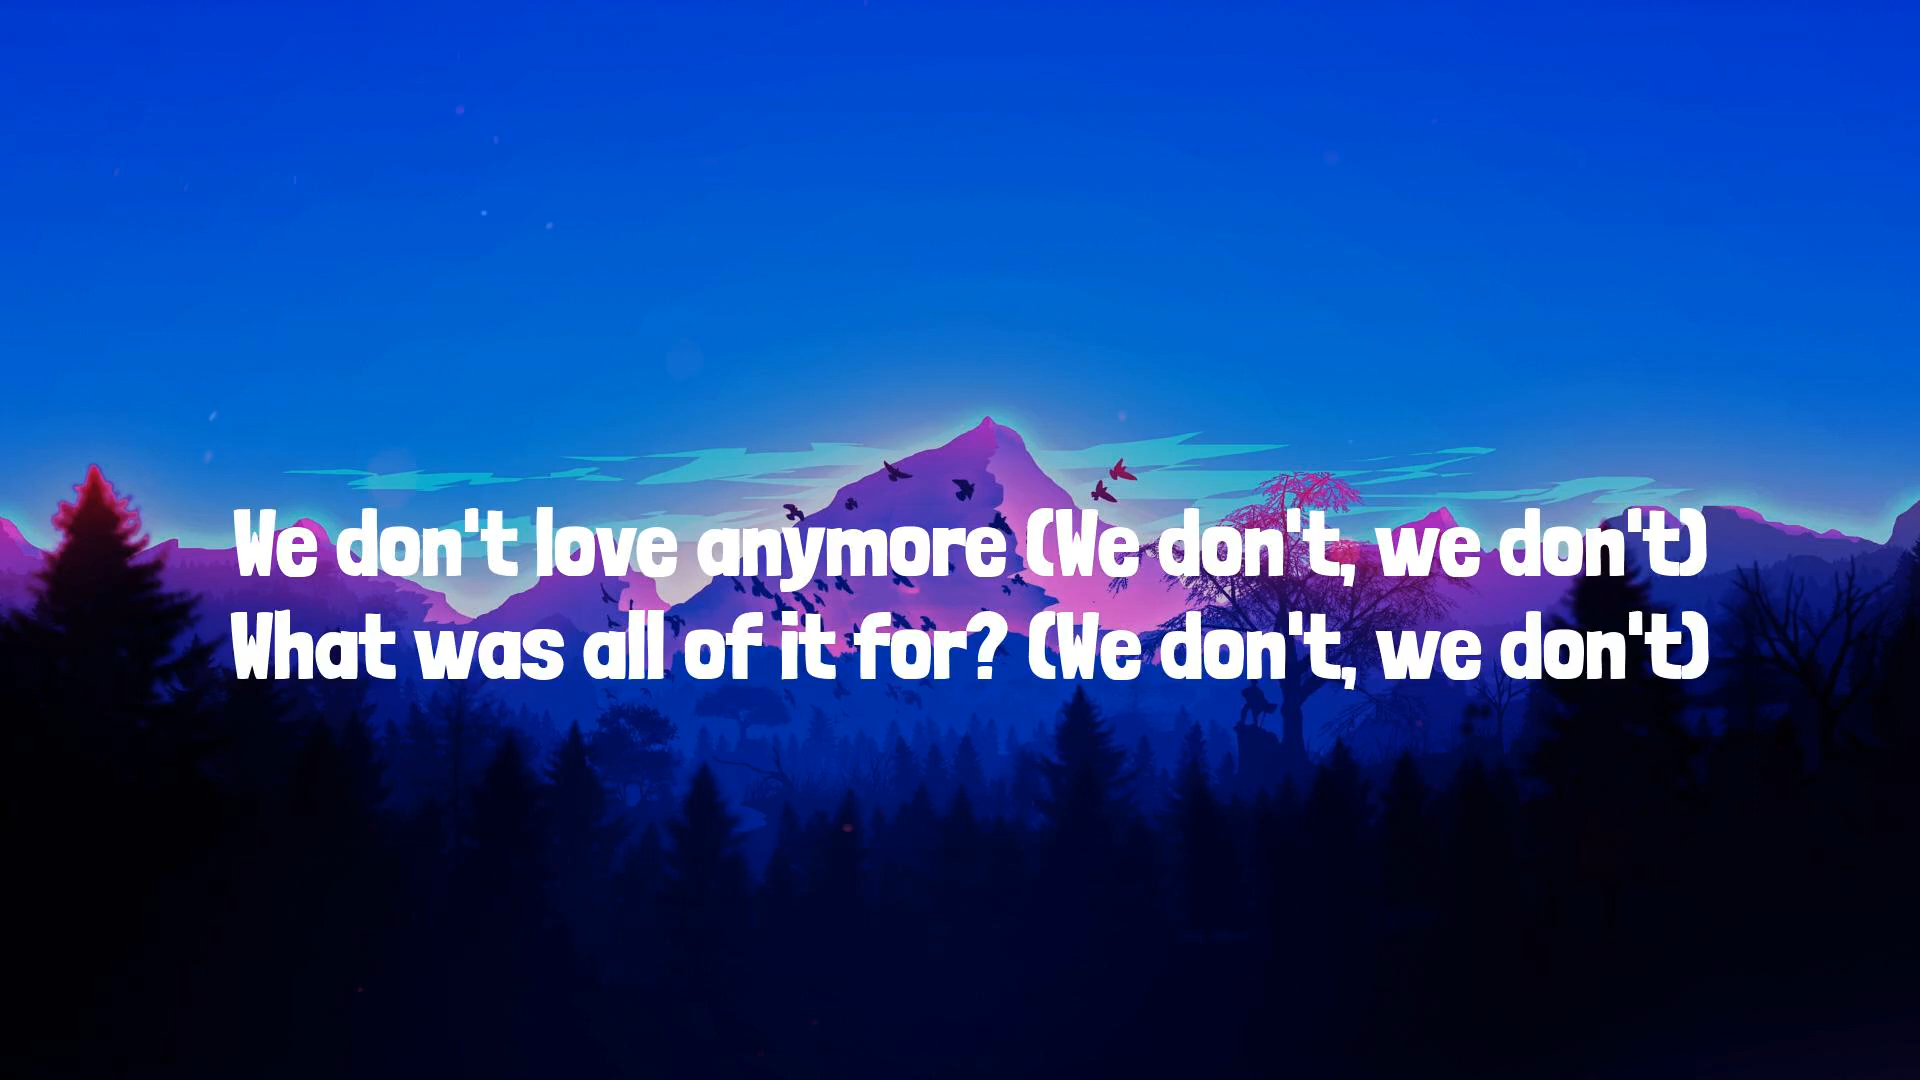 We don't love anymore (We don't, we don't)
What was all of it for? (We don't, we don't)